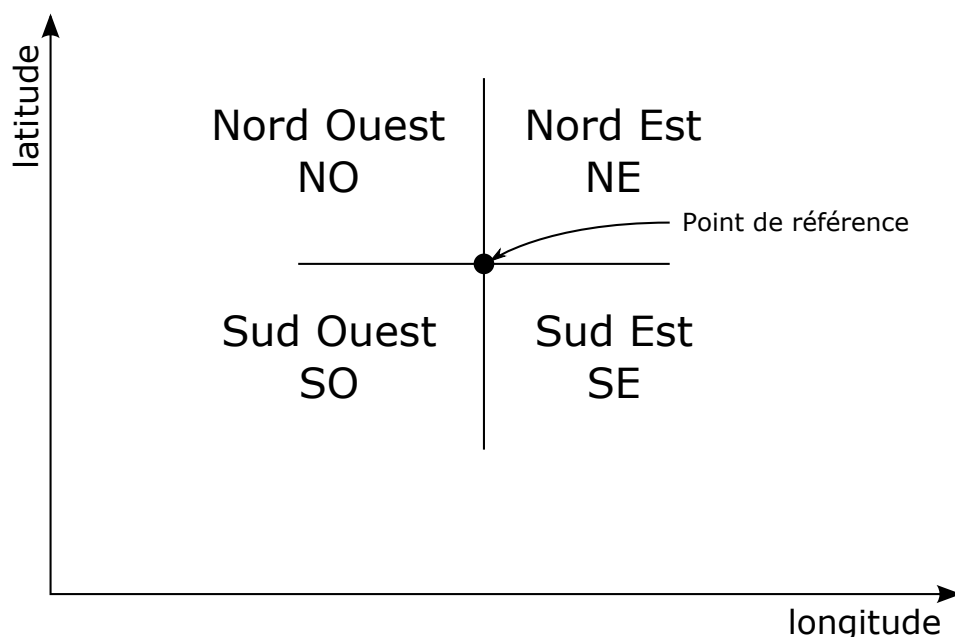 latitude
Nord Ouest
NO
Nord Est
NE
Point de référence
Sud Ouest
SO
Sud Est
SE
longitude